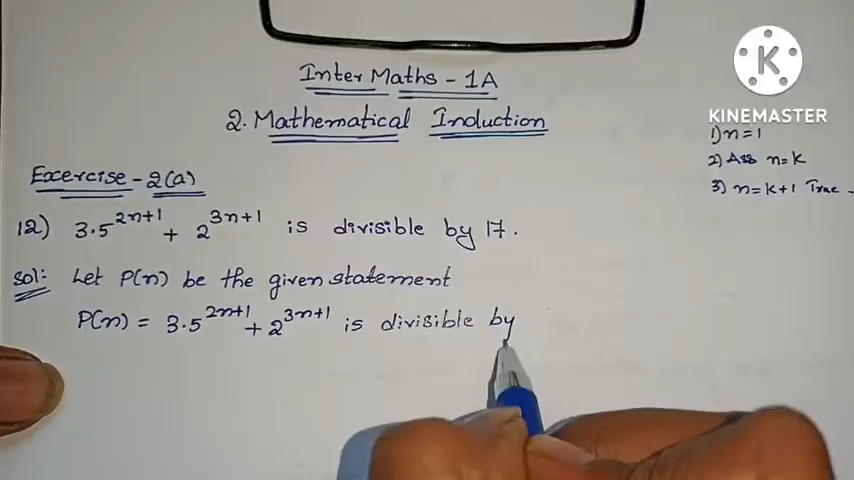 Inter Maths - 1A
2. Mathematical Induction
K
KINEMASTER
1) n=1
2) Ass n=k
3) n=k+1 True -
Exercise - 2(a)
12) 3.5^{2n+1} + 2^{3n+1} is divisible by 17.
Sol: Let P(n) be the given statement
P(n) = 3.5^{2n+1} + 2^{3n+1} is divisible by